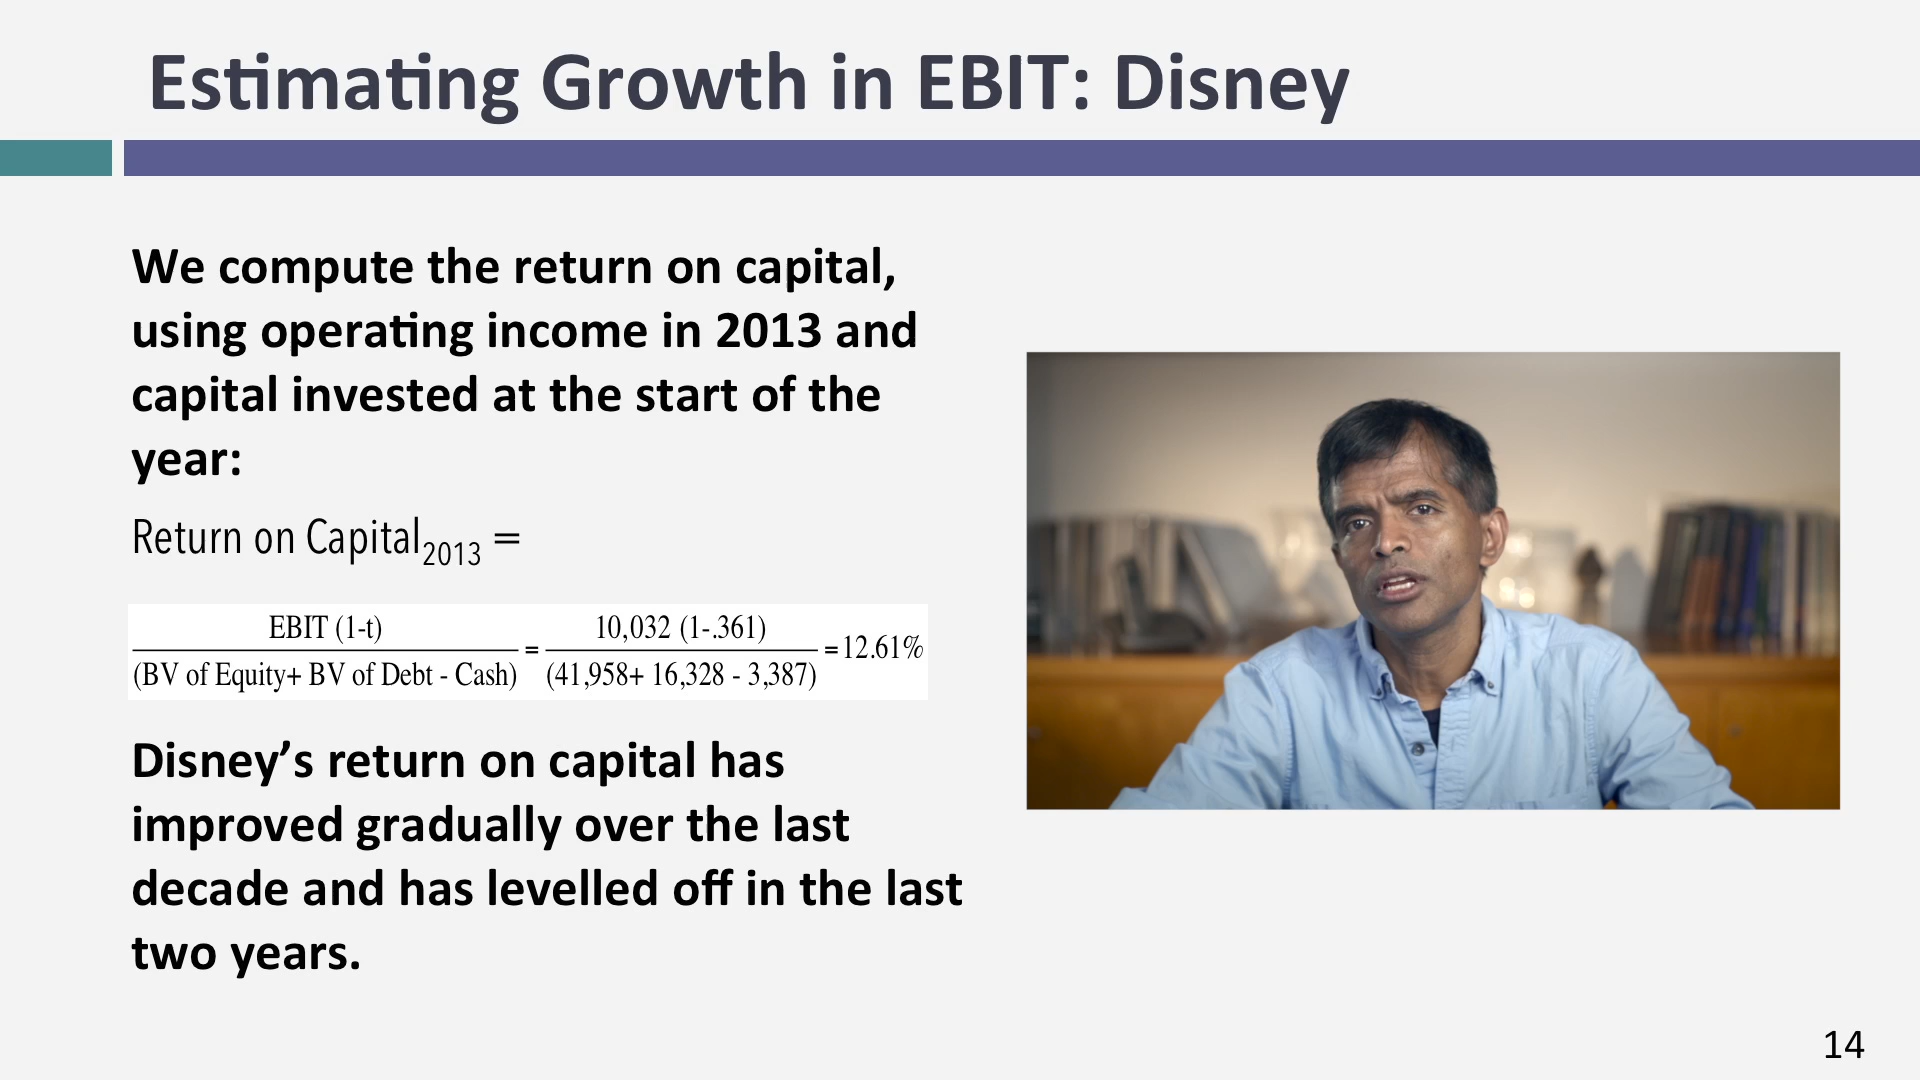 Estimating Growth in EBIT: Disney
We compute the return on capital,
using operating income in 2013 and
capital invested at the start of the
year:
Return on Capital2013 =
EBIT (1-t)
(BV of Equity+ BV of Debt - Cash)
=
10,032 (1-.361)
(41,958+ 16,328 - 3,387)
=12.61%
Disney’s return on capital has
improved gradually over the last
decade and has levelled off in the last
two years.
14